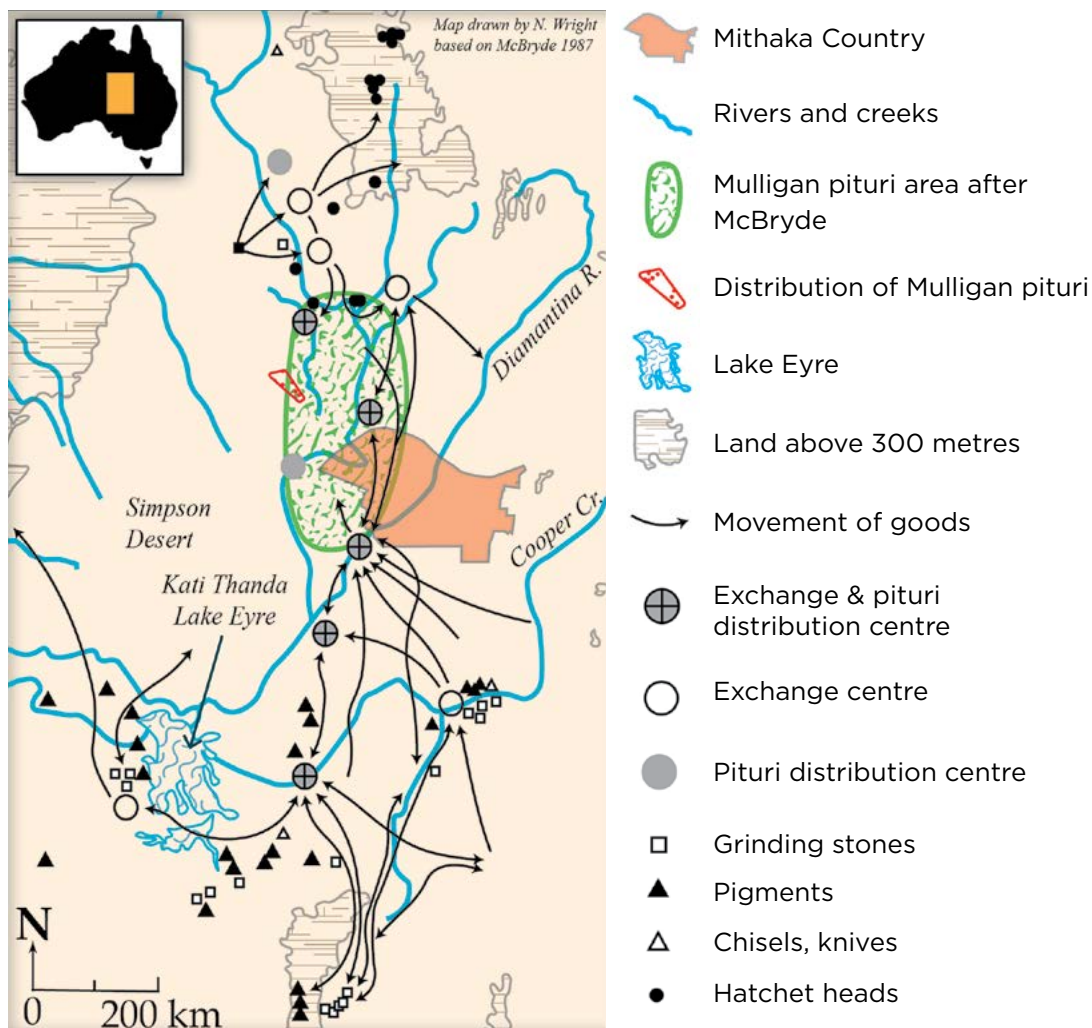 Map drawn by N. Wright
based on McBryde 1987
Diamantina R.
Simpson
Desert
Cooper Cr.
Kati Thanda
Lake Eyre
N
0 200 km
Mithaka Country
Rivers and creeks
Mulligan pituri area after
McBryde
Distribution of Mulligan pituri
Lake Eyre
Land above 300 metres
Movement of goods
Exchange & pituri
distribution centre
Exchange centre
Pituri distribution centre
Grinding stones
Pigments
Chisels, knives
Hatchet heads